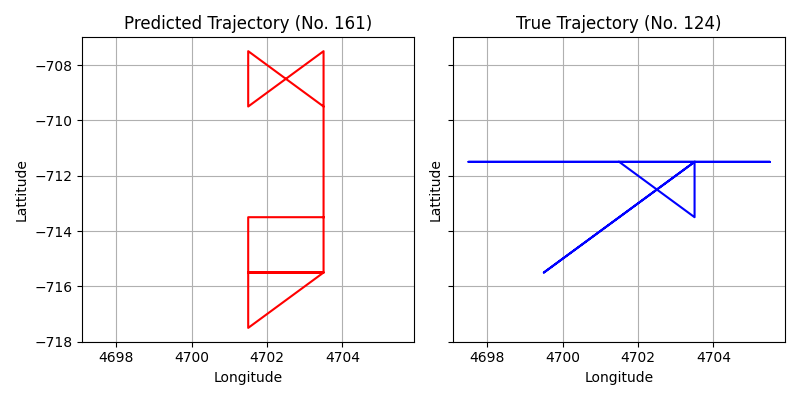 Predicted Trajectory (No. 161)
True Trajectory (No. 124)
−708
−710
−712
−714
−716
−718
Lattitude
Lattitude
4698 4700 4702 4704
4698 4700 4702 4704
Longitude
Longitude